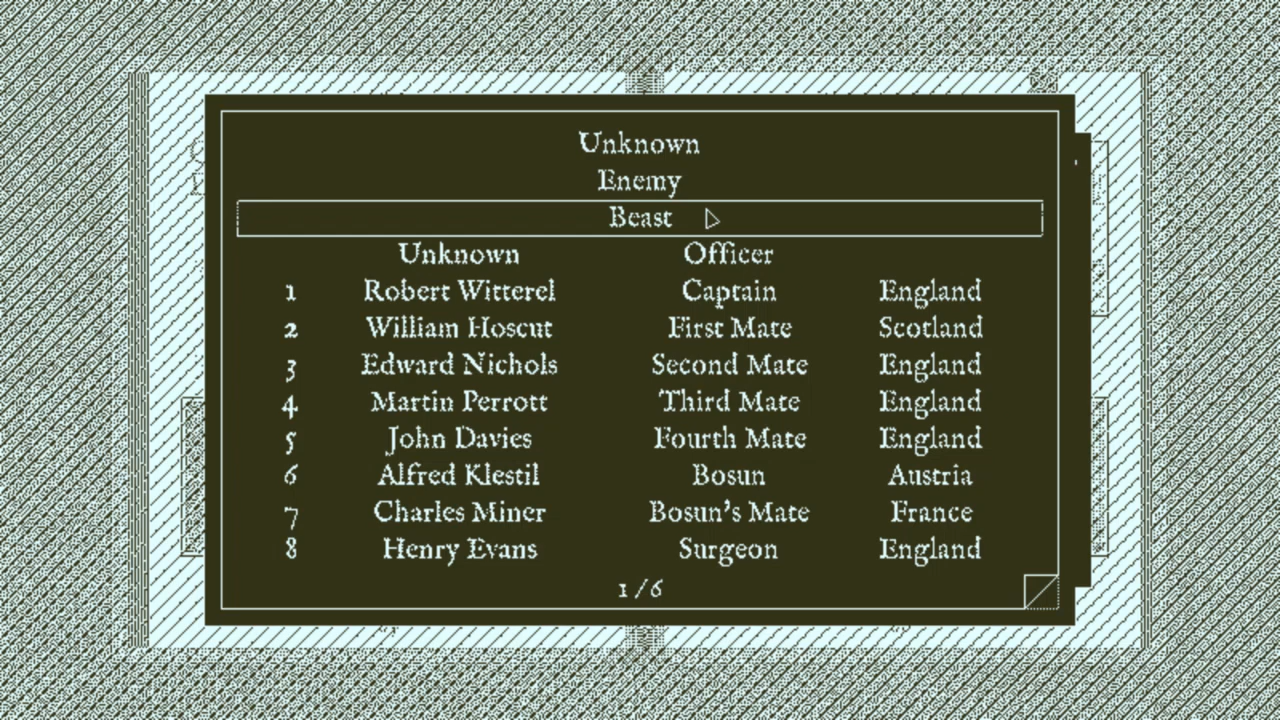 Unknown
Enemy
Beast
Unknown Officer
1 Robert Witterel Captain England
2 William Hoscut First Mate Scotland
3 Edward Nichols Second Mate England
4 Martin Perrott Third Mate England
5 John Davies Fourth Mate England
6 Alfred Klestil Bosun Austria
7 Charles Miner Bosun's Mate France
8 Henry Evans Surgeon England
1/6